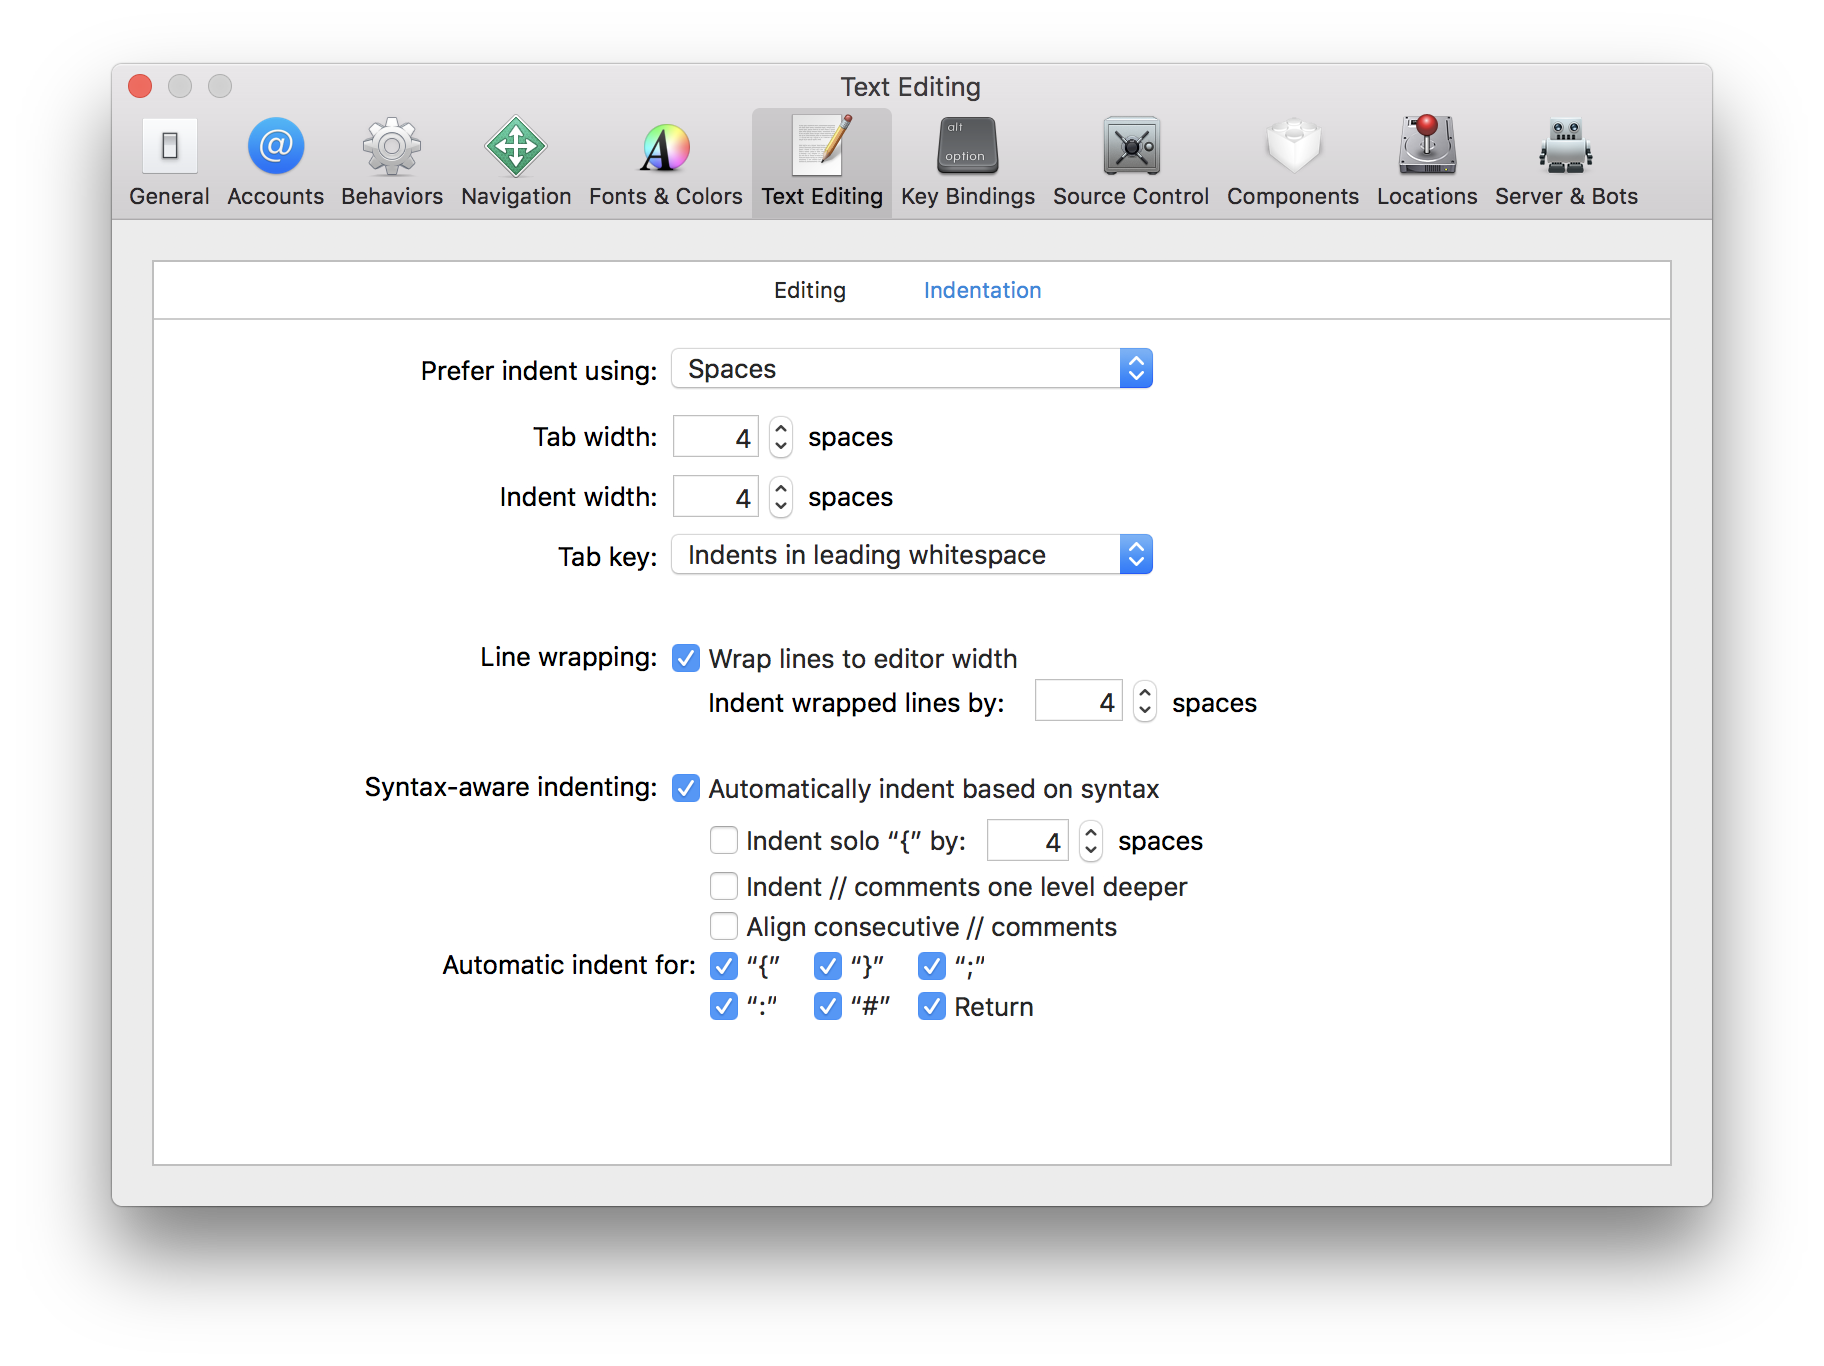 Text Editing
General Accounts Behaviors Navigation Fonts & Colors Text Editing Key Bindings Source Control Components Locations Server & Bots
alt
option
Editing Indentation
Prefer indent using: Spaces
Tab width: 4 spaces
Indent width: 4 spaces
Tab key: Indents in leading whitespace
Line wrapping: Wrap lines to editor width
Indent wrapped lines by: 4 spaces
Syntax-aware indenting: Automatically indent based on syntax
Indent solo “{” by: 4 spaces
Indent // comments one level deeper
Align consecutive // comments
Automatic indent for: “{” “}” “;”
“:” “#” Return